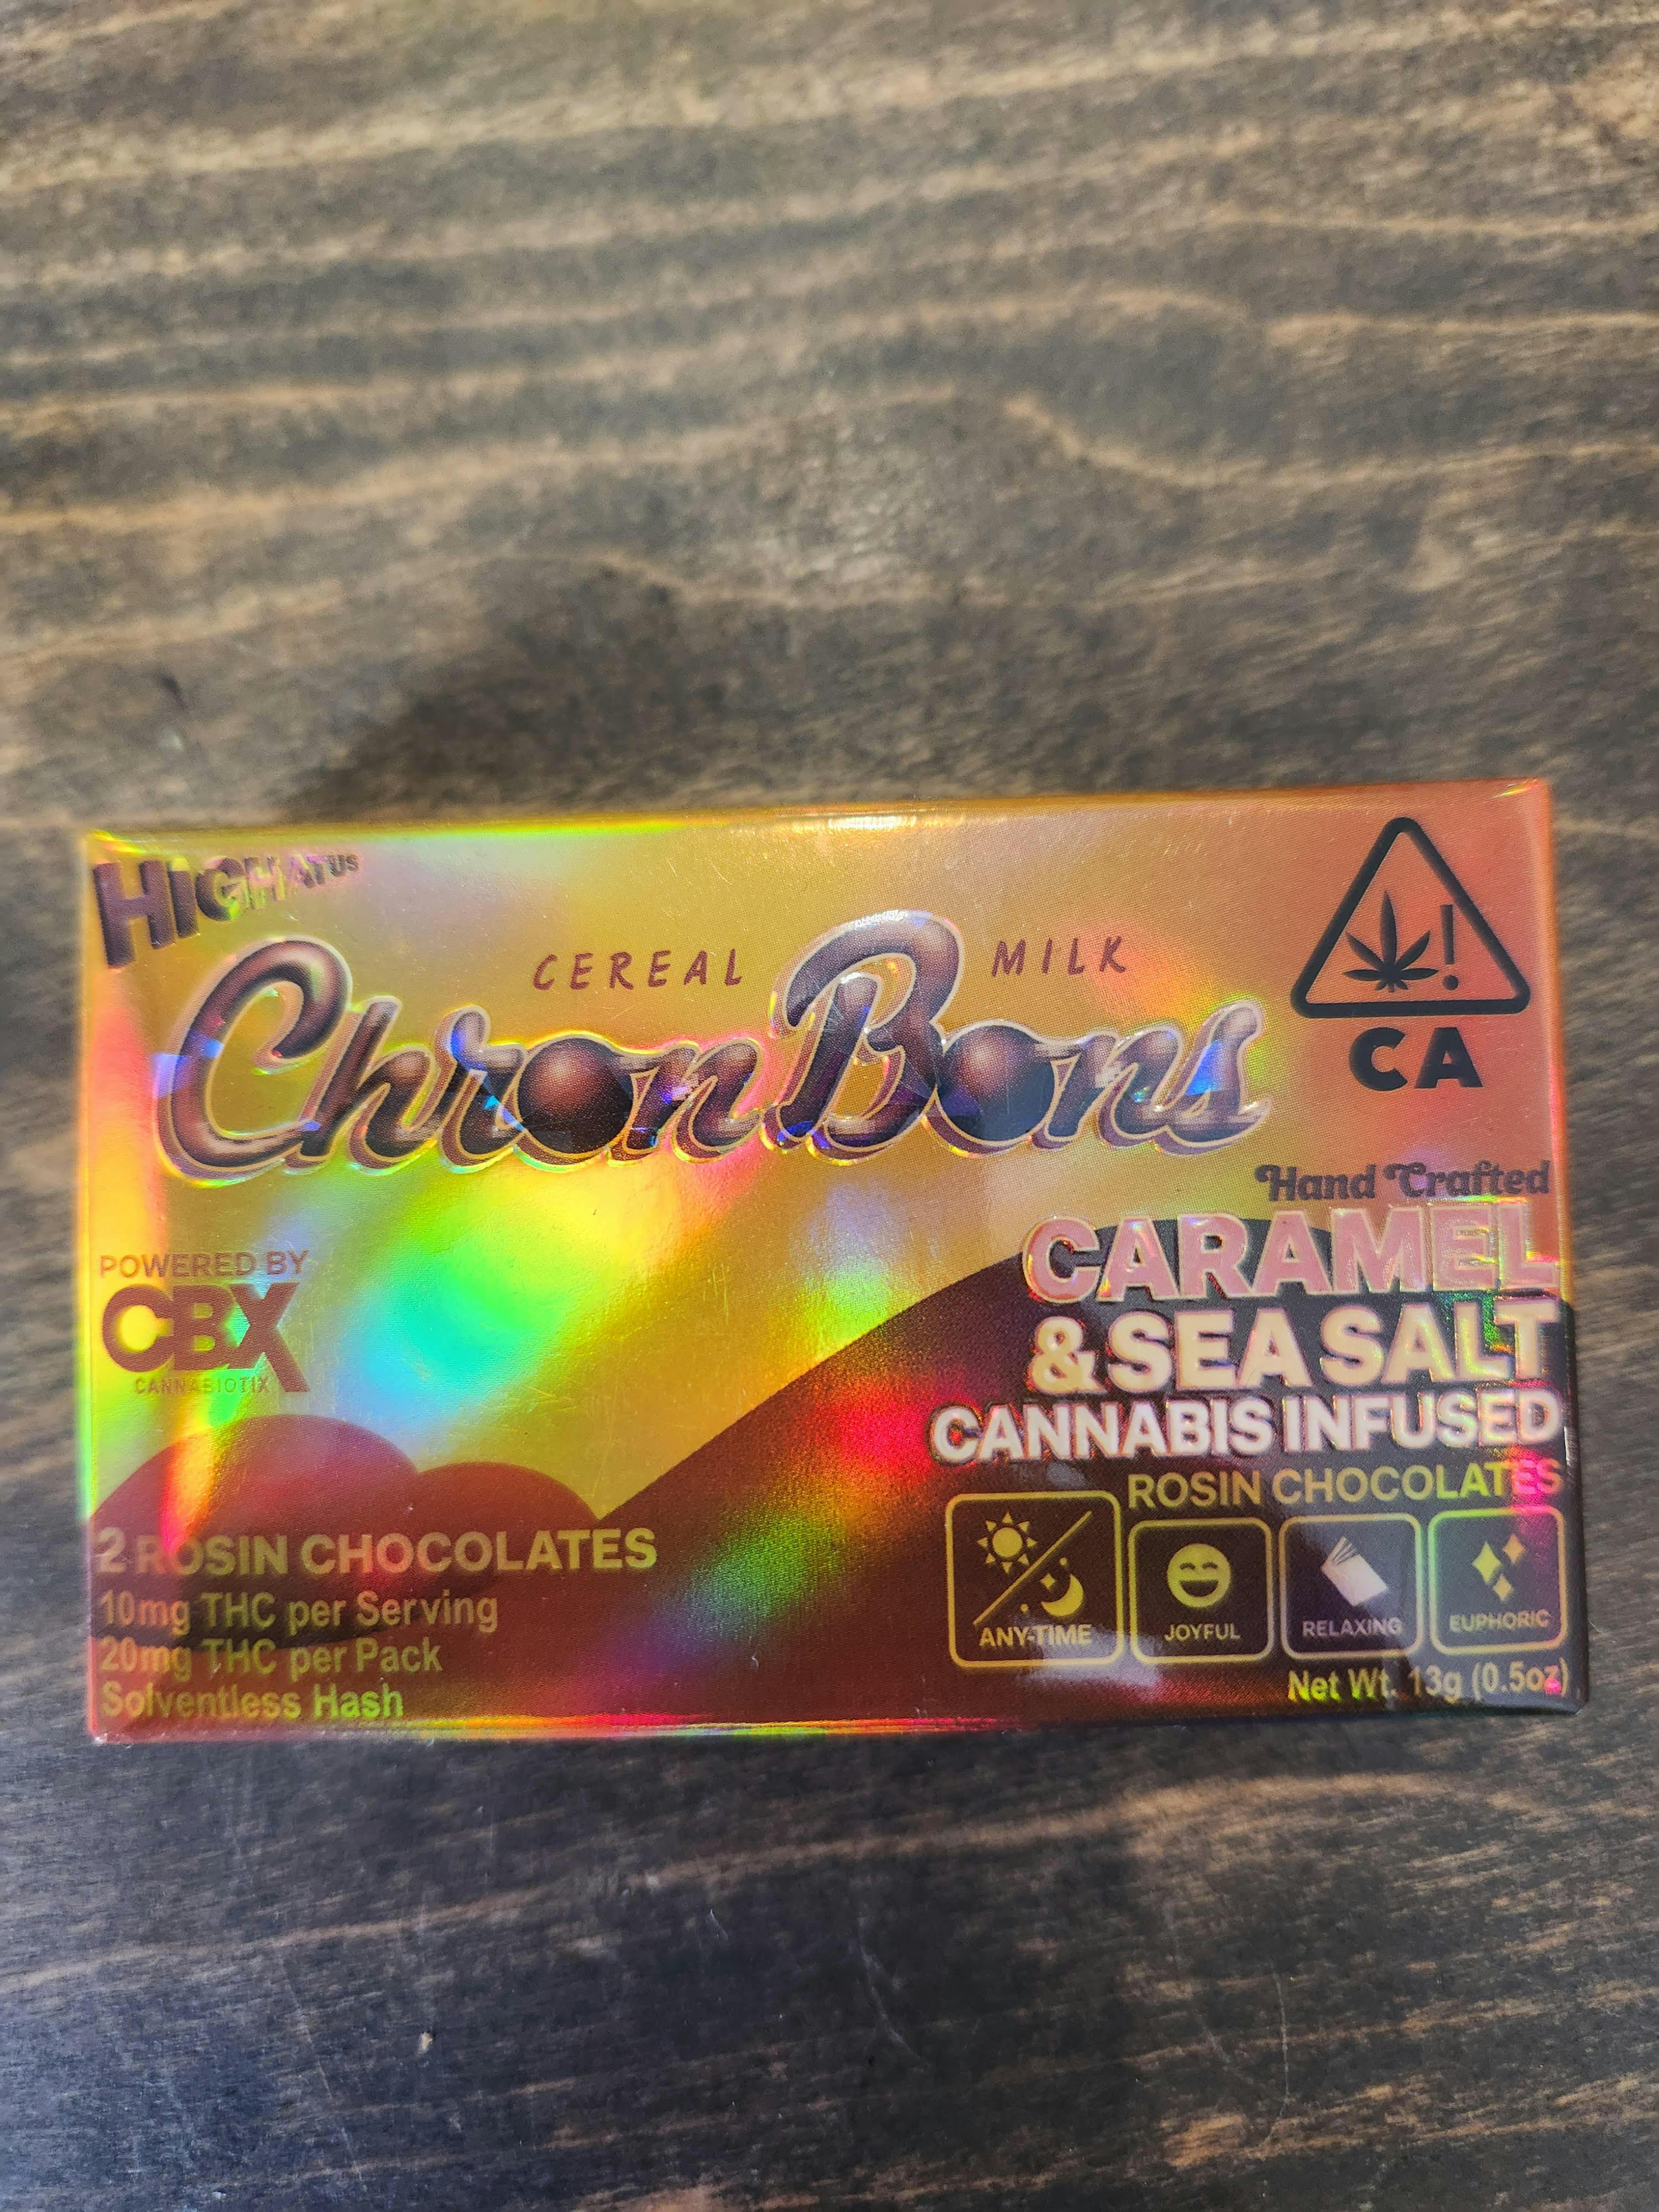 HIGHATUS
CEREAL MILK
ChronBons
CA
Hand Crafted
CARAMEL
& SEA SALT
CANNABIS INFUSED
ROSIN CHOCOLATES
POWERED BY
CBX
CANNABIOTIX
2 ROSIN CHOCOLATES
10mg THC per Serving
20mg THC per Pack
Solventless Hash
ANY-TIME
JOYFUL
RELAXING
EUPHORIC
Net Wt. 13g (0.5oz)